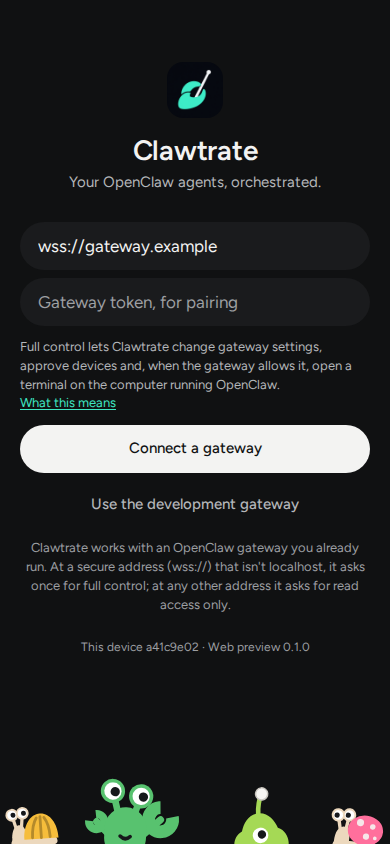 Clawtrate
Your OpenClaw agents, orchestrated.
wss://gateway.example
Gateway token, for pairing
Full control lets Clawtrate change gateway settings,
approve devices and, when the gateway allows it, open a
terminal on the computer running OpenClaw.
What this means
Connect a gateway
Use the development gateway
Clawtrate works with an OpenClaw gateway you already
run. At a secure address (wss://) that isn't localhost, it asks
once for full control; at any other address it asks for read
access only.
This device a41c9e02 · Web preview 0.1.0